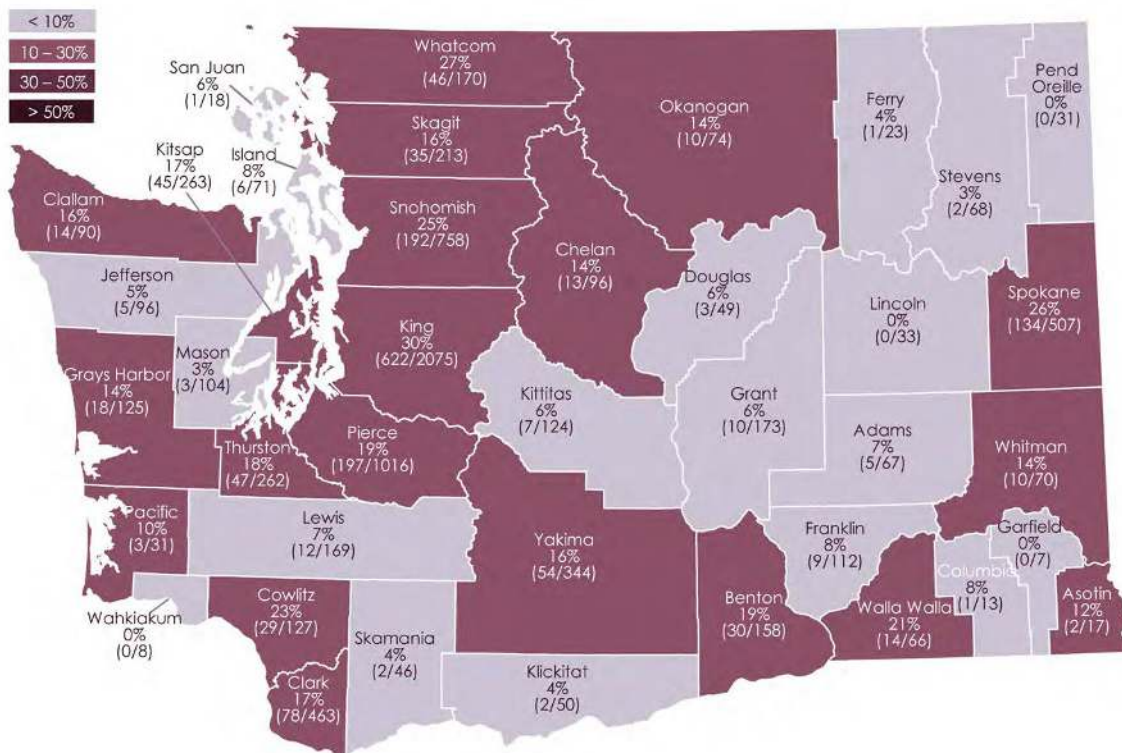 < 10%
10 – 30%
30 – 50%
> 50%
San Juan
6%
(1/18)
Kitsap
17%
(45/263)
Island
8%
(6/71)
Whatcom
27%
(46/170)
Skagit
16%
(35/213)
Snohomish
25%
(192/758)
King
30%
(622/2075)
Okanogan
14%
(10/74)
Chelan
14%
(13/96)
Ferry
4%
(1/23)
Stevens
3%
(2/68)
Pend
Oreille
0%
(0/31)
Clallam
16%
(14/90)
Jefferson
5%
(5/96)
Mason
3%
(3/104)
Grays Harbor
14%
(18/125)
Douglas
6%
(3/49)
Lincoln
0%
(0/33)
Spokane
26%
(134/507)
Kittitas
6%
(7/124)
Grant
6%
(10/173)
Adams
7%
(5/67)
Whitman
14%
(10/70)
Thurston
18%
(47/262)
Pierce
19%
(197/1016)
Pacific
10%
(3/31)
Lewis
7%
(12/169)
Yakima
16%
(54/344)
Franklin
8%
(9/112)
Garfield
0%
(0/7)
Columbia
8%
(1/13)
Asotin
12%
(2/17)
Wahkiakum
0%
(0/8)
Cowlitz
23%
(29/127)
Skamania
4%
(2/46)
Clark
17%
(78/463)
Klickitat
4%
(2/50)
Benton
19%
(30/158)
Walla Walla
21%
(14/66)